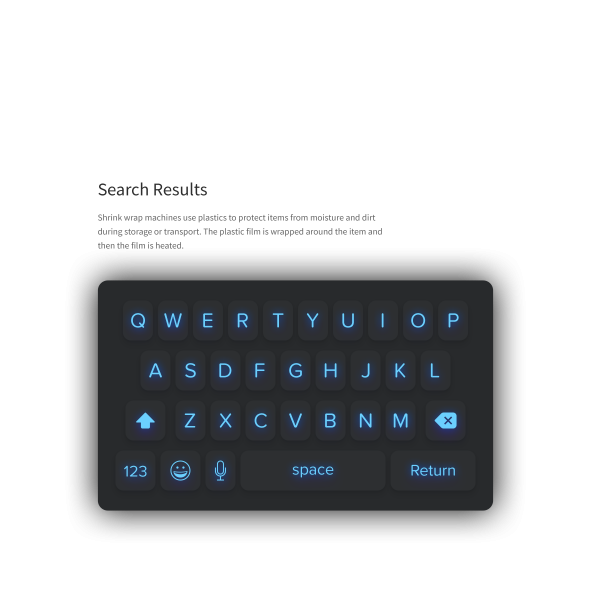 Search Results
Shrink wrap machines use plastics to protect items from moisture and dirt
during storage or transport. The plastic film is wrapped around the item and
then the film is heated.
Q W E R T Y U I O P
A S D F G H J K L
Z X C V B N M
123 space Return